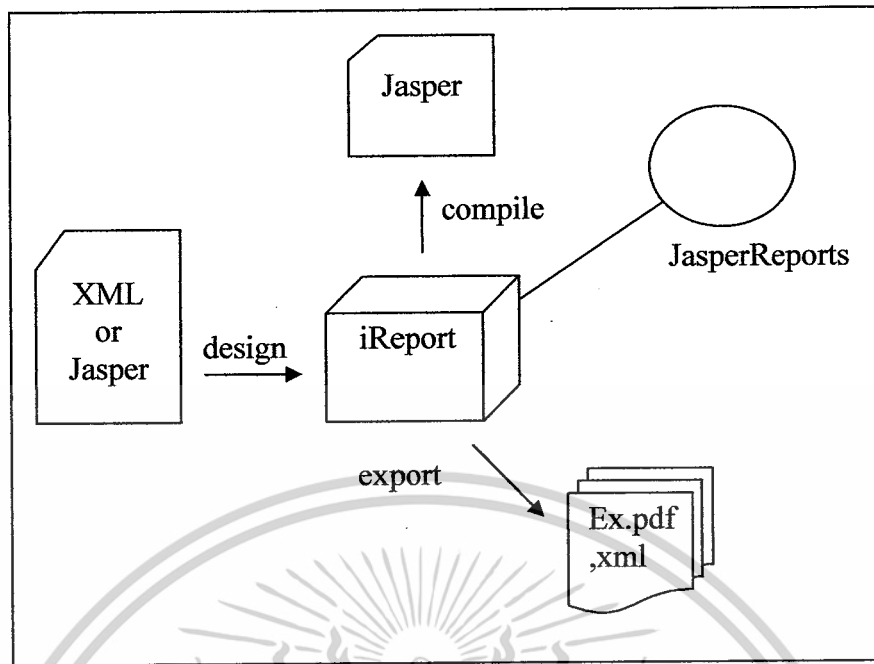 Jasper
compile
JasperReports
XML
or
Jasper
design
iReport
export
Ex.pdf
,xml